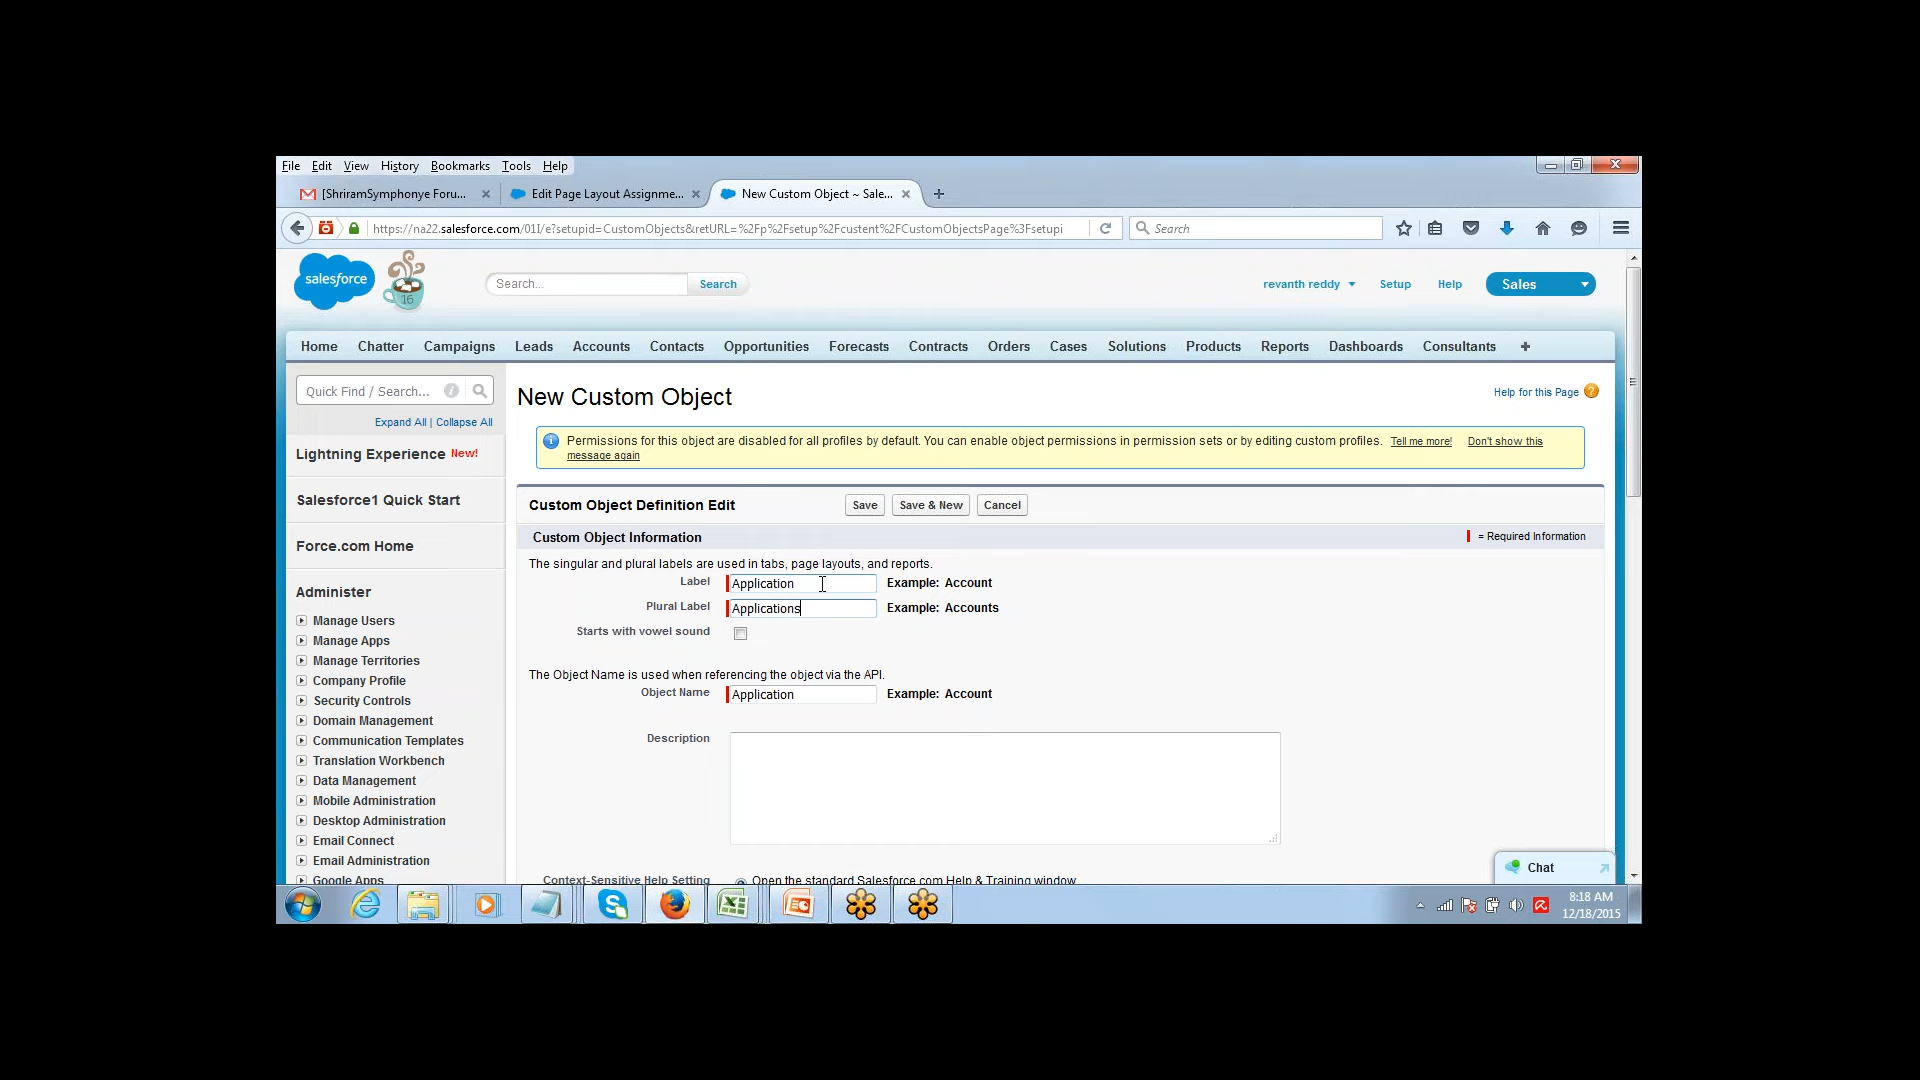 File Edit View History Bookmarks Tools Help
[ShriramSymphonye Foru... Edit Page Layout Assignme... New Custom Object ~ Sale...
https://na22.salesforce.com/01I/e?setupid=CustomObjects&retURL=%2Fp%2Fsetup%2Fcustent%2FCustomObjectsPage%3Fsetupi Search
salesforce 16 Search... Search revanth reddy Setup Help Sales
Home Chatter Campaigns Leads Accounts Contacts Opportunities Forecasts Contracts Orders Cases Solutions Products Reports Dashboards Consultants +
Quick Find / Search...
Expand All | Collapse All
Lightning Experience New!
Salesforce1 Quick Start
Force.com Home
Administer
Manage Users
Manage Apps
Manage Territories
Company Profile
Security Controls
Domain Management
Communication Templates
Translation Workbench
Data Management
Mobile Administration
Desktop Administration
Email Connect
Email Administration
Google Apps
New Custom Object
Help for this Page
Permissions for this object are disabled for all profiles by default. You can enable object permissions in permission sets or by editing custom profiles. Tell me more! Don't show this
message again
Custom Object Definition Edit Save Save & New Cancel
Custom Object Information = Required Information
The singular and plural labels are used in tabs, page layouts, and reports.
Label Application Example: Account
Plural Label Applications Example: Accounts
Starts with vowel sound
The Object Name is used when referencing the object via the API.
Object Name Application Example: Account
Description
Context-Sensitive Help Setting Open the standard Salesforce.com Help & Training window
Chat
8:18 AM
12/18/2015